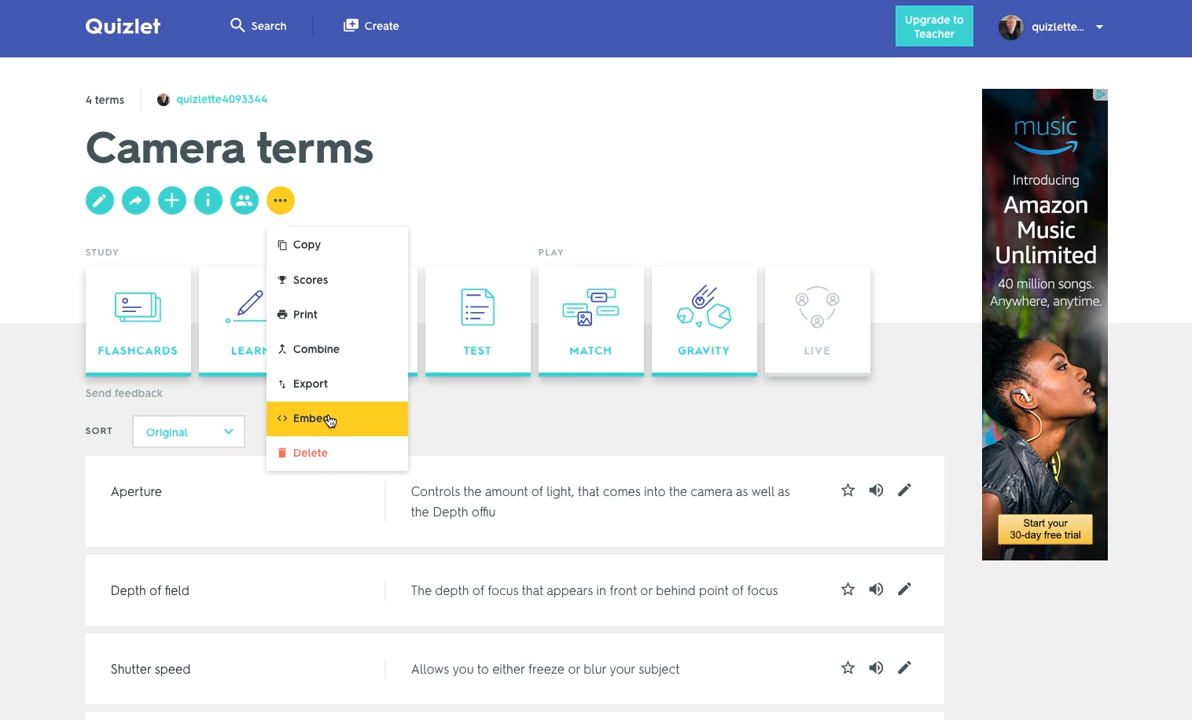 Quizlet
Search
Create
Upgrade to
Teacher
quizlette...
4 terms
quizlette4093344
Camera terms
STUDY
PLAY
Copy
Scores
Print
Combine
Export
Delete
FLASHCARDS
TEST
MATCH
GRAVITY
LIVE
Send feedback
SORT
Original
Aperture
Controls the amount of light, that comes into the camera as well as
the Depth offiu
Depth of field
The depth of focus that appears in front or behind point of focus
Shutter speed
Allows you to either freeze or blur your subject
music
Introducing
Amazon
Music
Unlimited
40 million songs.
Anywhere, anytime.
Start your
30-day free trial